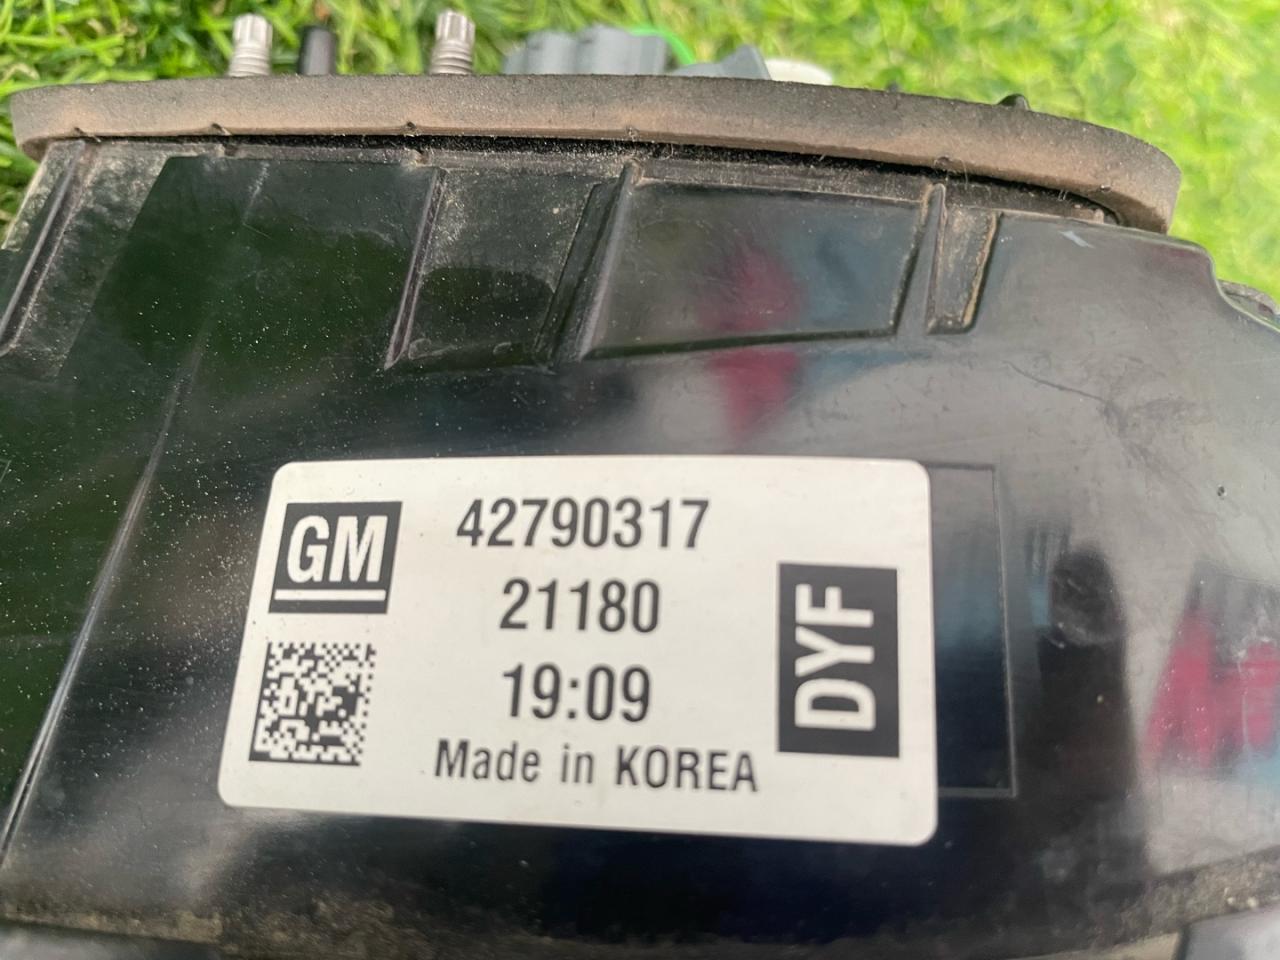 GM
42790317
21180
19:09
Made in KOREA
DYF